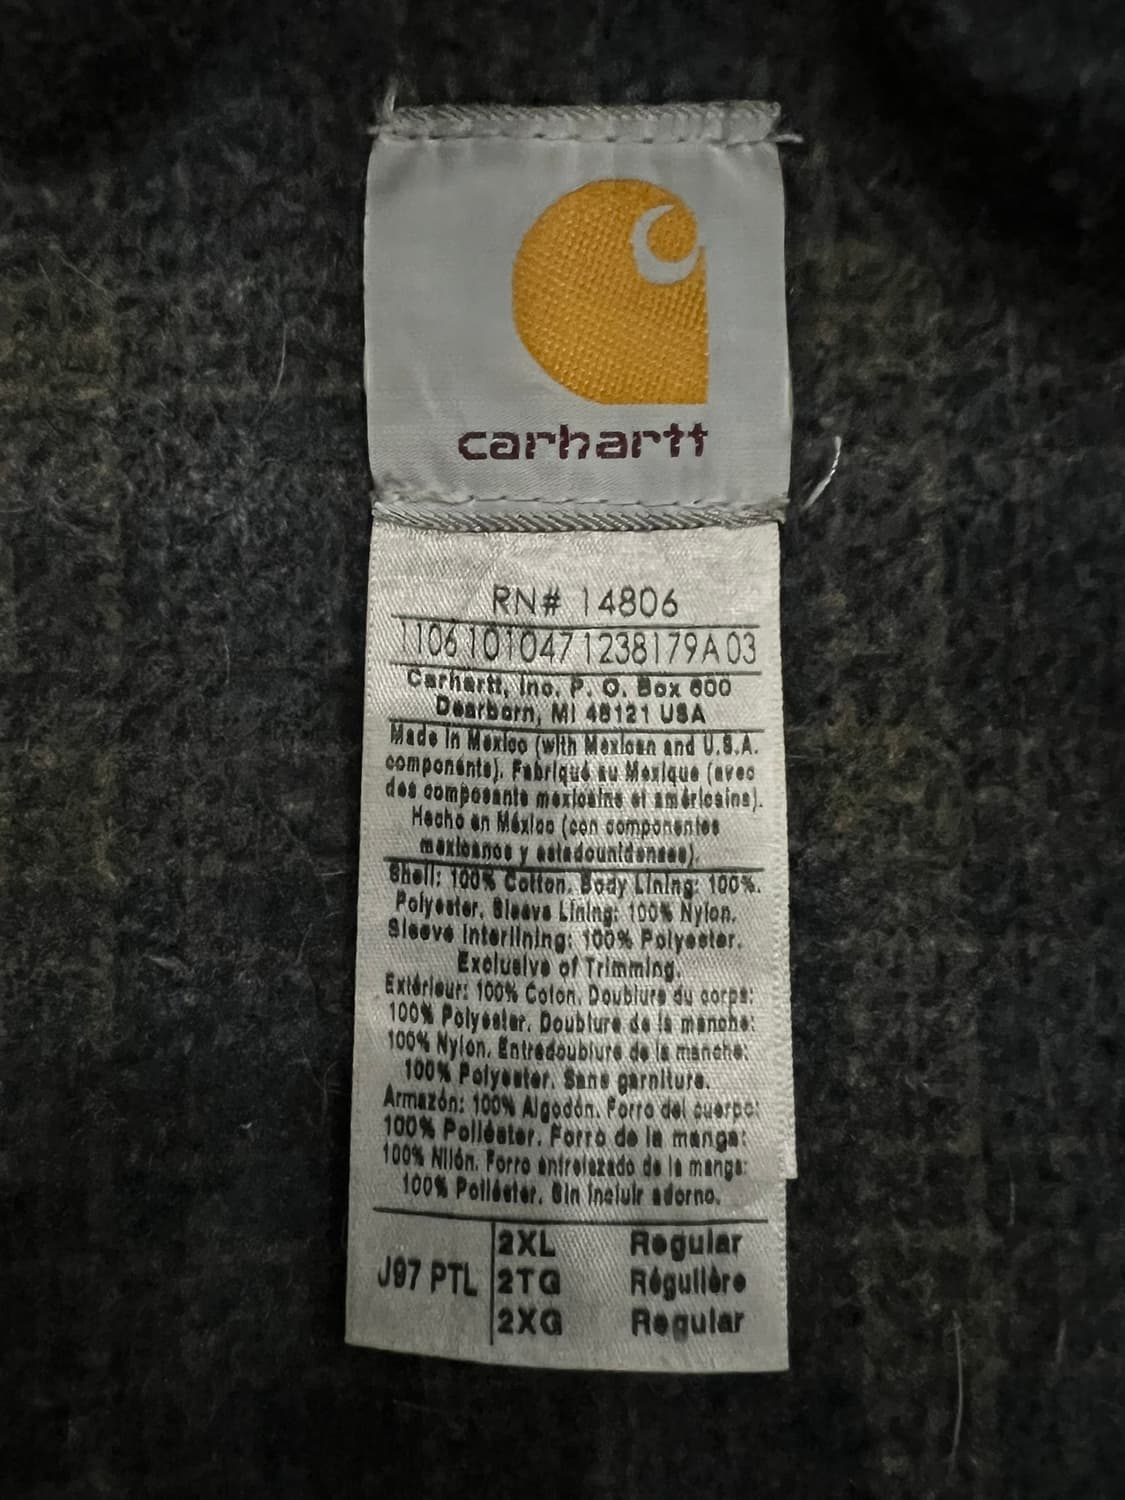 carhartt
RN# 14806
1106101047 1238179A 03
Carhartt, Inc. P. O. Box 600
Dearborn, MI 48121 USA
Made in Mexico (with Mexican and U.S.A.
components). Fabriqué au Mexique (avec
des composants mexicains et américains).
Hecho en México (con componentes
mexicanos y estadounidenses).
Shell: 100% Cotton. Body Lining: 100%.
Polyester. Sleeve Lining: 100% Nylon.
Sleeve Interlining: 100% Polyester.
Exclusive of Trimming.
Extérieur: 100% Coton. Doublure du corps:
100% Polyester. Doublure de la manche:
100% Nylon. Entredoublure de la manche:
100% Polyester. Sans garniture.
Armazón: 100% Algodón. Forro del cuerpo:
100% Poliéster. Forro de la manga:
100% Nilón. Forro entrelazado de la manga:
100% Poliéster. Sin incluir adorno.
2XL Regular
J97 PTL 2TG Régulière
2XG Regular